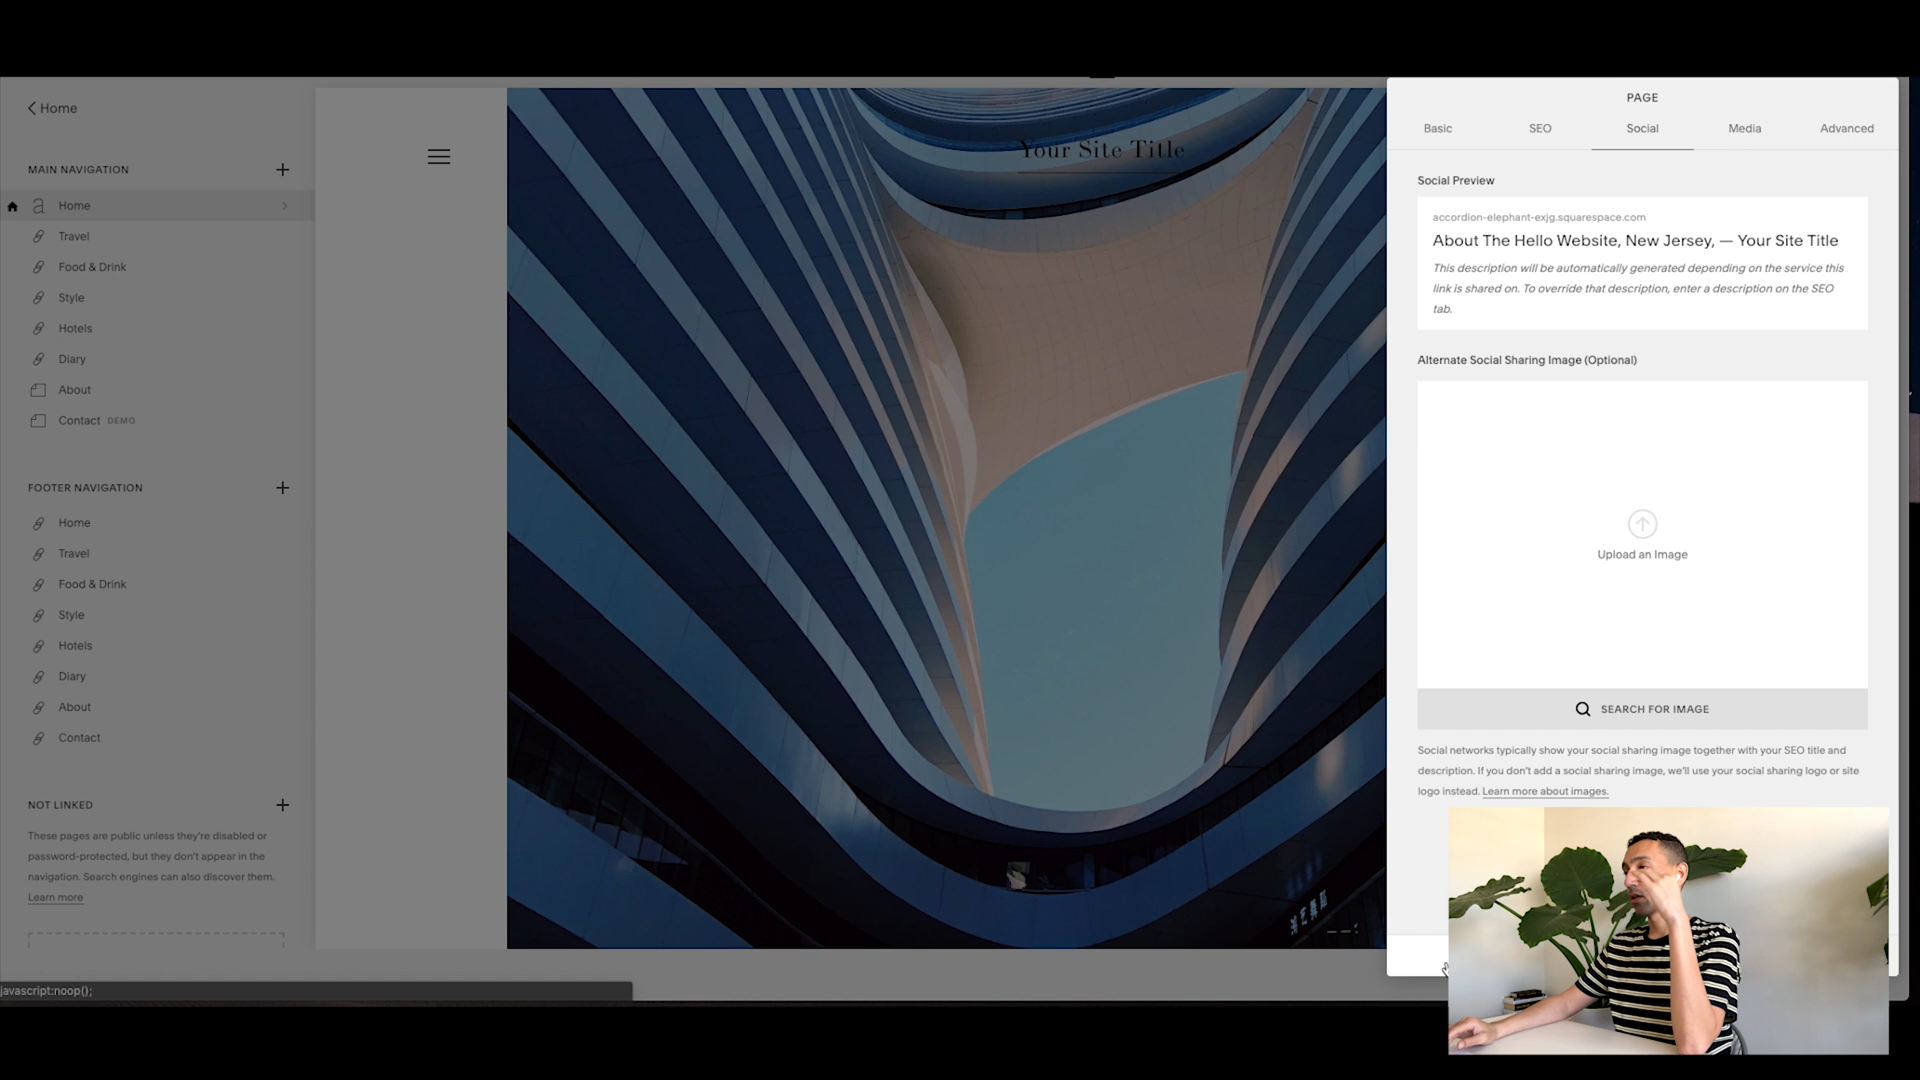 Home
MAIN NAVIGATION
Home
Travel
Food & Drink
Style
Hotels
Diary
About
Contact DEMO
FOOTER NAVIGATION
Home
Travel
Food & Drink
Style
Hotels
Diary
About
Contact
NOT LINKED
These pages are public unless they're disabled or
password-protected, but they don't appear in the
navigation. Search engines can also discover them.
Learn more
javascript:noop();
Your Site Title
PAGE
Basic SEO Social Media Advanced
Social Preview
accordion-elephant-exjg.squarespace.com
About The Hello Website, New Jersey, — Your Site Title
This description will be automatically generated depending on the service this
link is shared on. To override that description, enter a description on the SEO
tab.
Alternate Social Sharing Image (Optional)
Upload an Image
SEARCH FOR IMAGE
Social networks typically show your social sharing image together with your SEO title and
description. If you don't add a social sharing image, we'll use your social sharing logo or site
logo instead. Learn more about images.